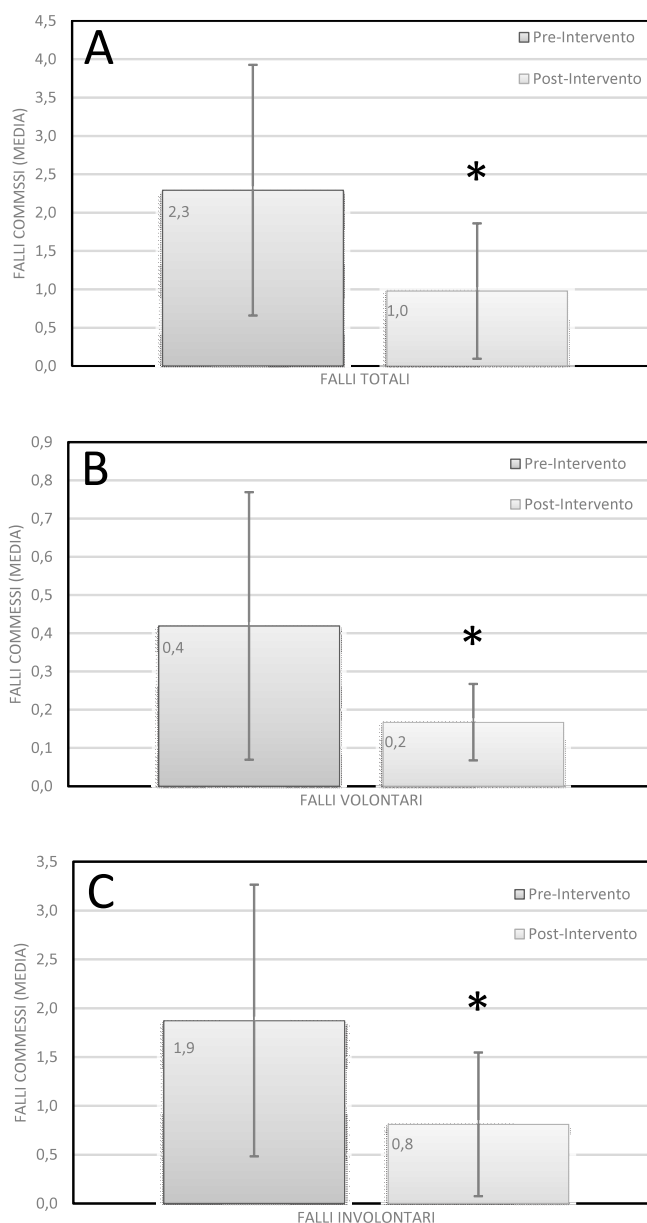 A
4,5
4,0
3,5
3,0
2,5
2,0
1,5
1,0
0,5
0,0
FALLI COMMSSI (MEDIA)
Pre-Intervento
Post-Intervento
*
2,3
1,0
FALLI TOTALI
B
0,9
0,8
0,7
0,6
0,5
0,4
0,3
0,2
0,1
0,0
FALLI COMMESSI (MEDIA)
Pre-Intervento
Post-Intervento
*
0,4
0,2
FALLI VOLONTARI
C
3,5
3,0
2,5
2,0
1,5
1,0
0,5
0,0
FALLI COMMESSI (MEDIA)
Pre-Intervento
Post-Intervento
*
1,9
0,8
FALLI INVOLONTARI